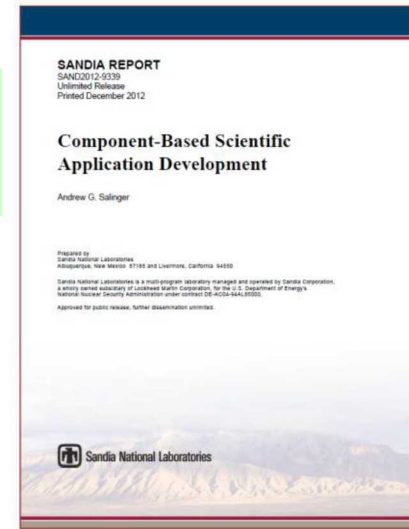 SANDIA REPORT
SAND2012-9339
Unlimited Release
Printed December 2012
Component-Based Scientific
Application Development
Andrew G. Salinger
Prepared by
Sandia National Laboratories
Albuquerque, New Mexico 87185 and Livermore, California 94550
Sandia National Laboratories is a multi-program laboratory managed and operated by Sandia Corporation,
a wholly owned subsidiary of Lockheed Martin Corporation, for the U.S. Department of Energy's
National Nuclear Security Administration under contract DE-AC04-94AL85000.
Approved for public release; further dissemination unlimited.
Sandia National Laboratories